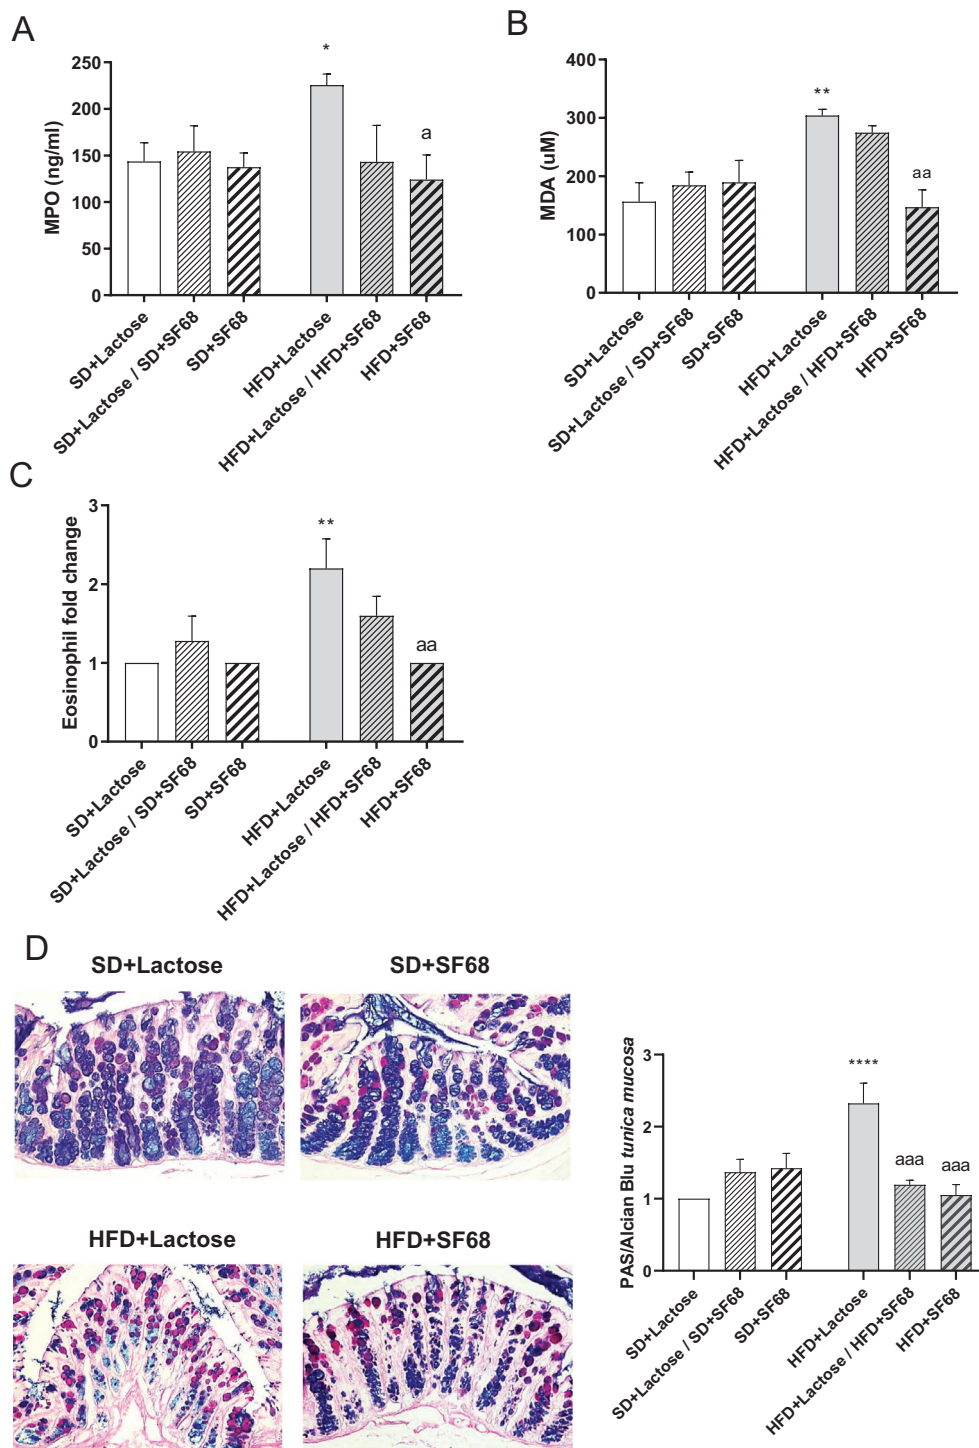 A
MPO (ng/ml)
250
200
150
100
50
0
*
a
SD+Lactose
SD+Lactose / SD+SF68
SD+SF68
HFD+Lactose
HFD+Lactose / HFD+SF68
HFD+SF68
B
MDA (uM)
400
300
200
100
0
**
aa
SD+Lactose
SD+Lactose / SD+SF68
SD+SF68
HFD+Lactose
HFD+Lactose / HFD+SF68
HFD+SF68
C
Eosinophil fold change
3
2
1
0
**
aa
SD+Lactose
SD+Lactose / SD+SF68
SD+SF68
HFD+Lactose
HFD+Lactose / HFD+SF68
HFD+SF68
D
SD+Lactose
SD+SF68
HFD+Lactose
HFD+SF68
PAS/Alcian Blu tunica mucosa
3
2
1
0
****
aaa
aaa
SD+Lactose
SD+Lactose / SD+SF68
SD+SF68
HFD+Lactose
HFD+Lactose / HFD+SF68
HFD+SF68